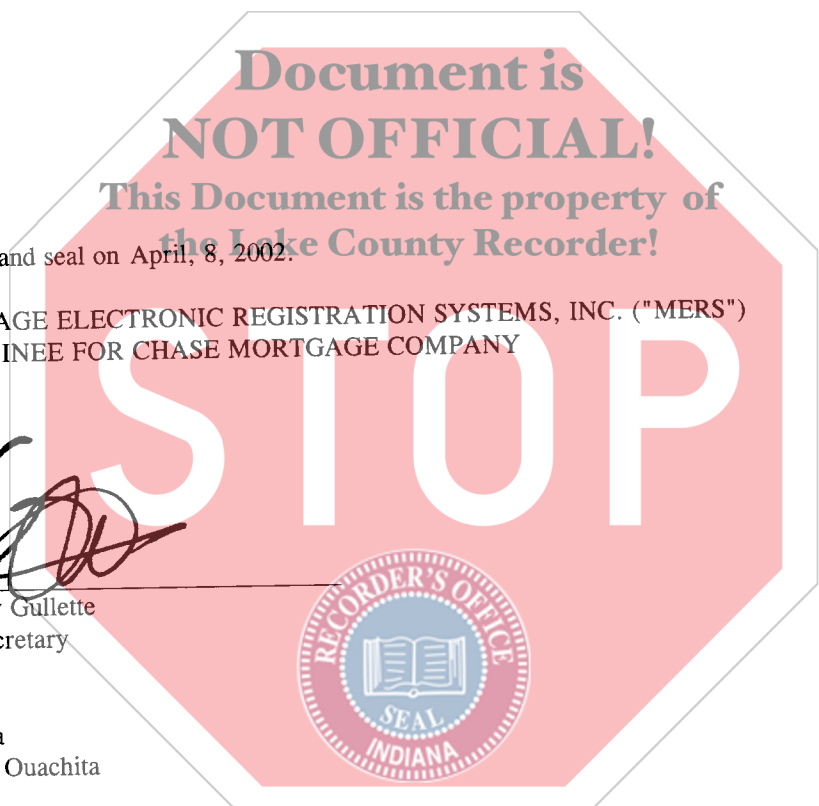 Document is
NOT OFFICIAL!
This Document is the property of
the Lake County Recorder!
and seal on April, 8, 2002.
AGE ELECTRONIC REGISTRATION SYSTEMS, INC. ("MERS")
INEE FOR CHASE MORTGAGE COMPANY
STOP
Gullette
cretary
RECORDER'S OFFICE
SEAL
INDIANA
a
Ouachita